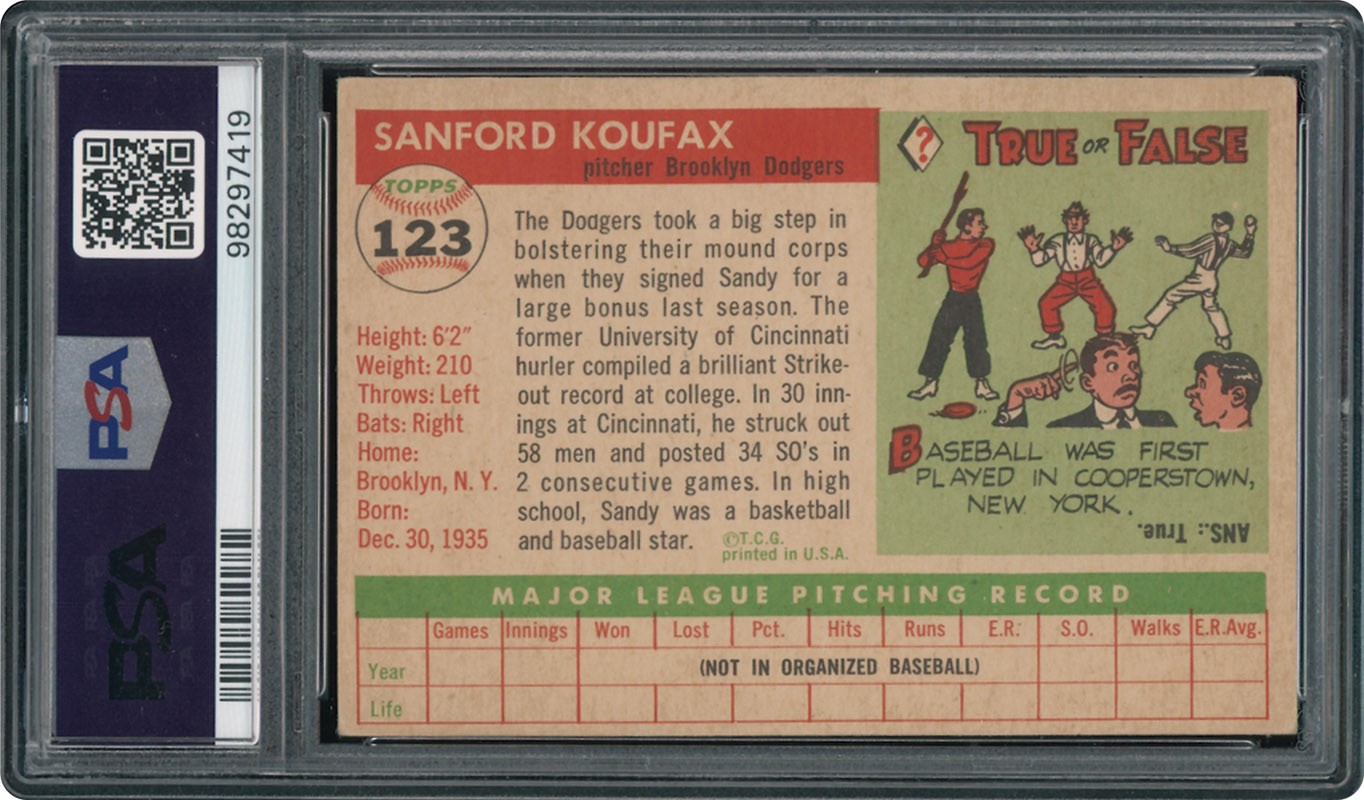 98297419
PSA
PSA
SANFORD KOUFAX
pitcher Brooklyn Dodgers
TOPPS
123
The Dodgers took a big step in
bolstering their mound corps
when they signed Sandy for a
large bonus last season. The
former University of Cincinnati
hurler compiled a brilliant Strike-
out record at college. In 30 inn-
ings at Cincinnati, he struck out
58 men and posted 34 SO's in
2 consecutive games. In high
school, Sandy was a basketball
and baseball star.
©T.C.G.
printed in U.S.A.
Height: 6'2"
Weight: 210
Throws: Left
Bats: Right
Home:
Brooklyn, N. Y.
Born:
Dec. 30, 1935
?
TRUE OR FALSE
BASEBALL WAS FIRST
PLAYED IN COOPERSTOWN,
NEW YORK.
ANS.: True.
MAJOR LEAGUE PITCHING RECORD
Games Innings Won Lost Pct. Hits Runs E.R. S.O. Walks E.R.Avg.
Year (NOT IN ORGANIZED BASEBALL)
Life